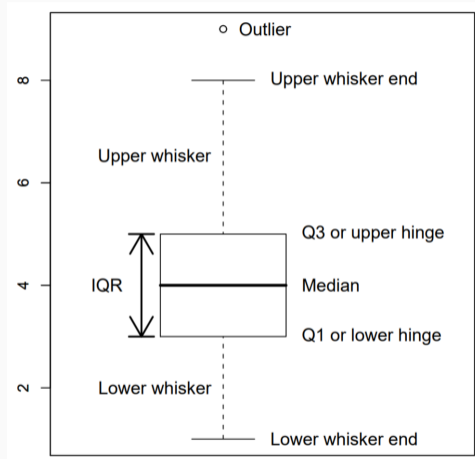 Outlier
8
Upper whisker end
Upper whisker
6
Q3 or upper hinge
IQR
4
Median
Q1 or lower hinge
2
Lower whisker
Lower whisker end